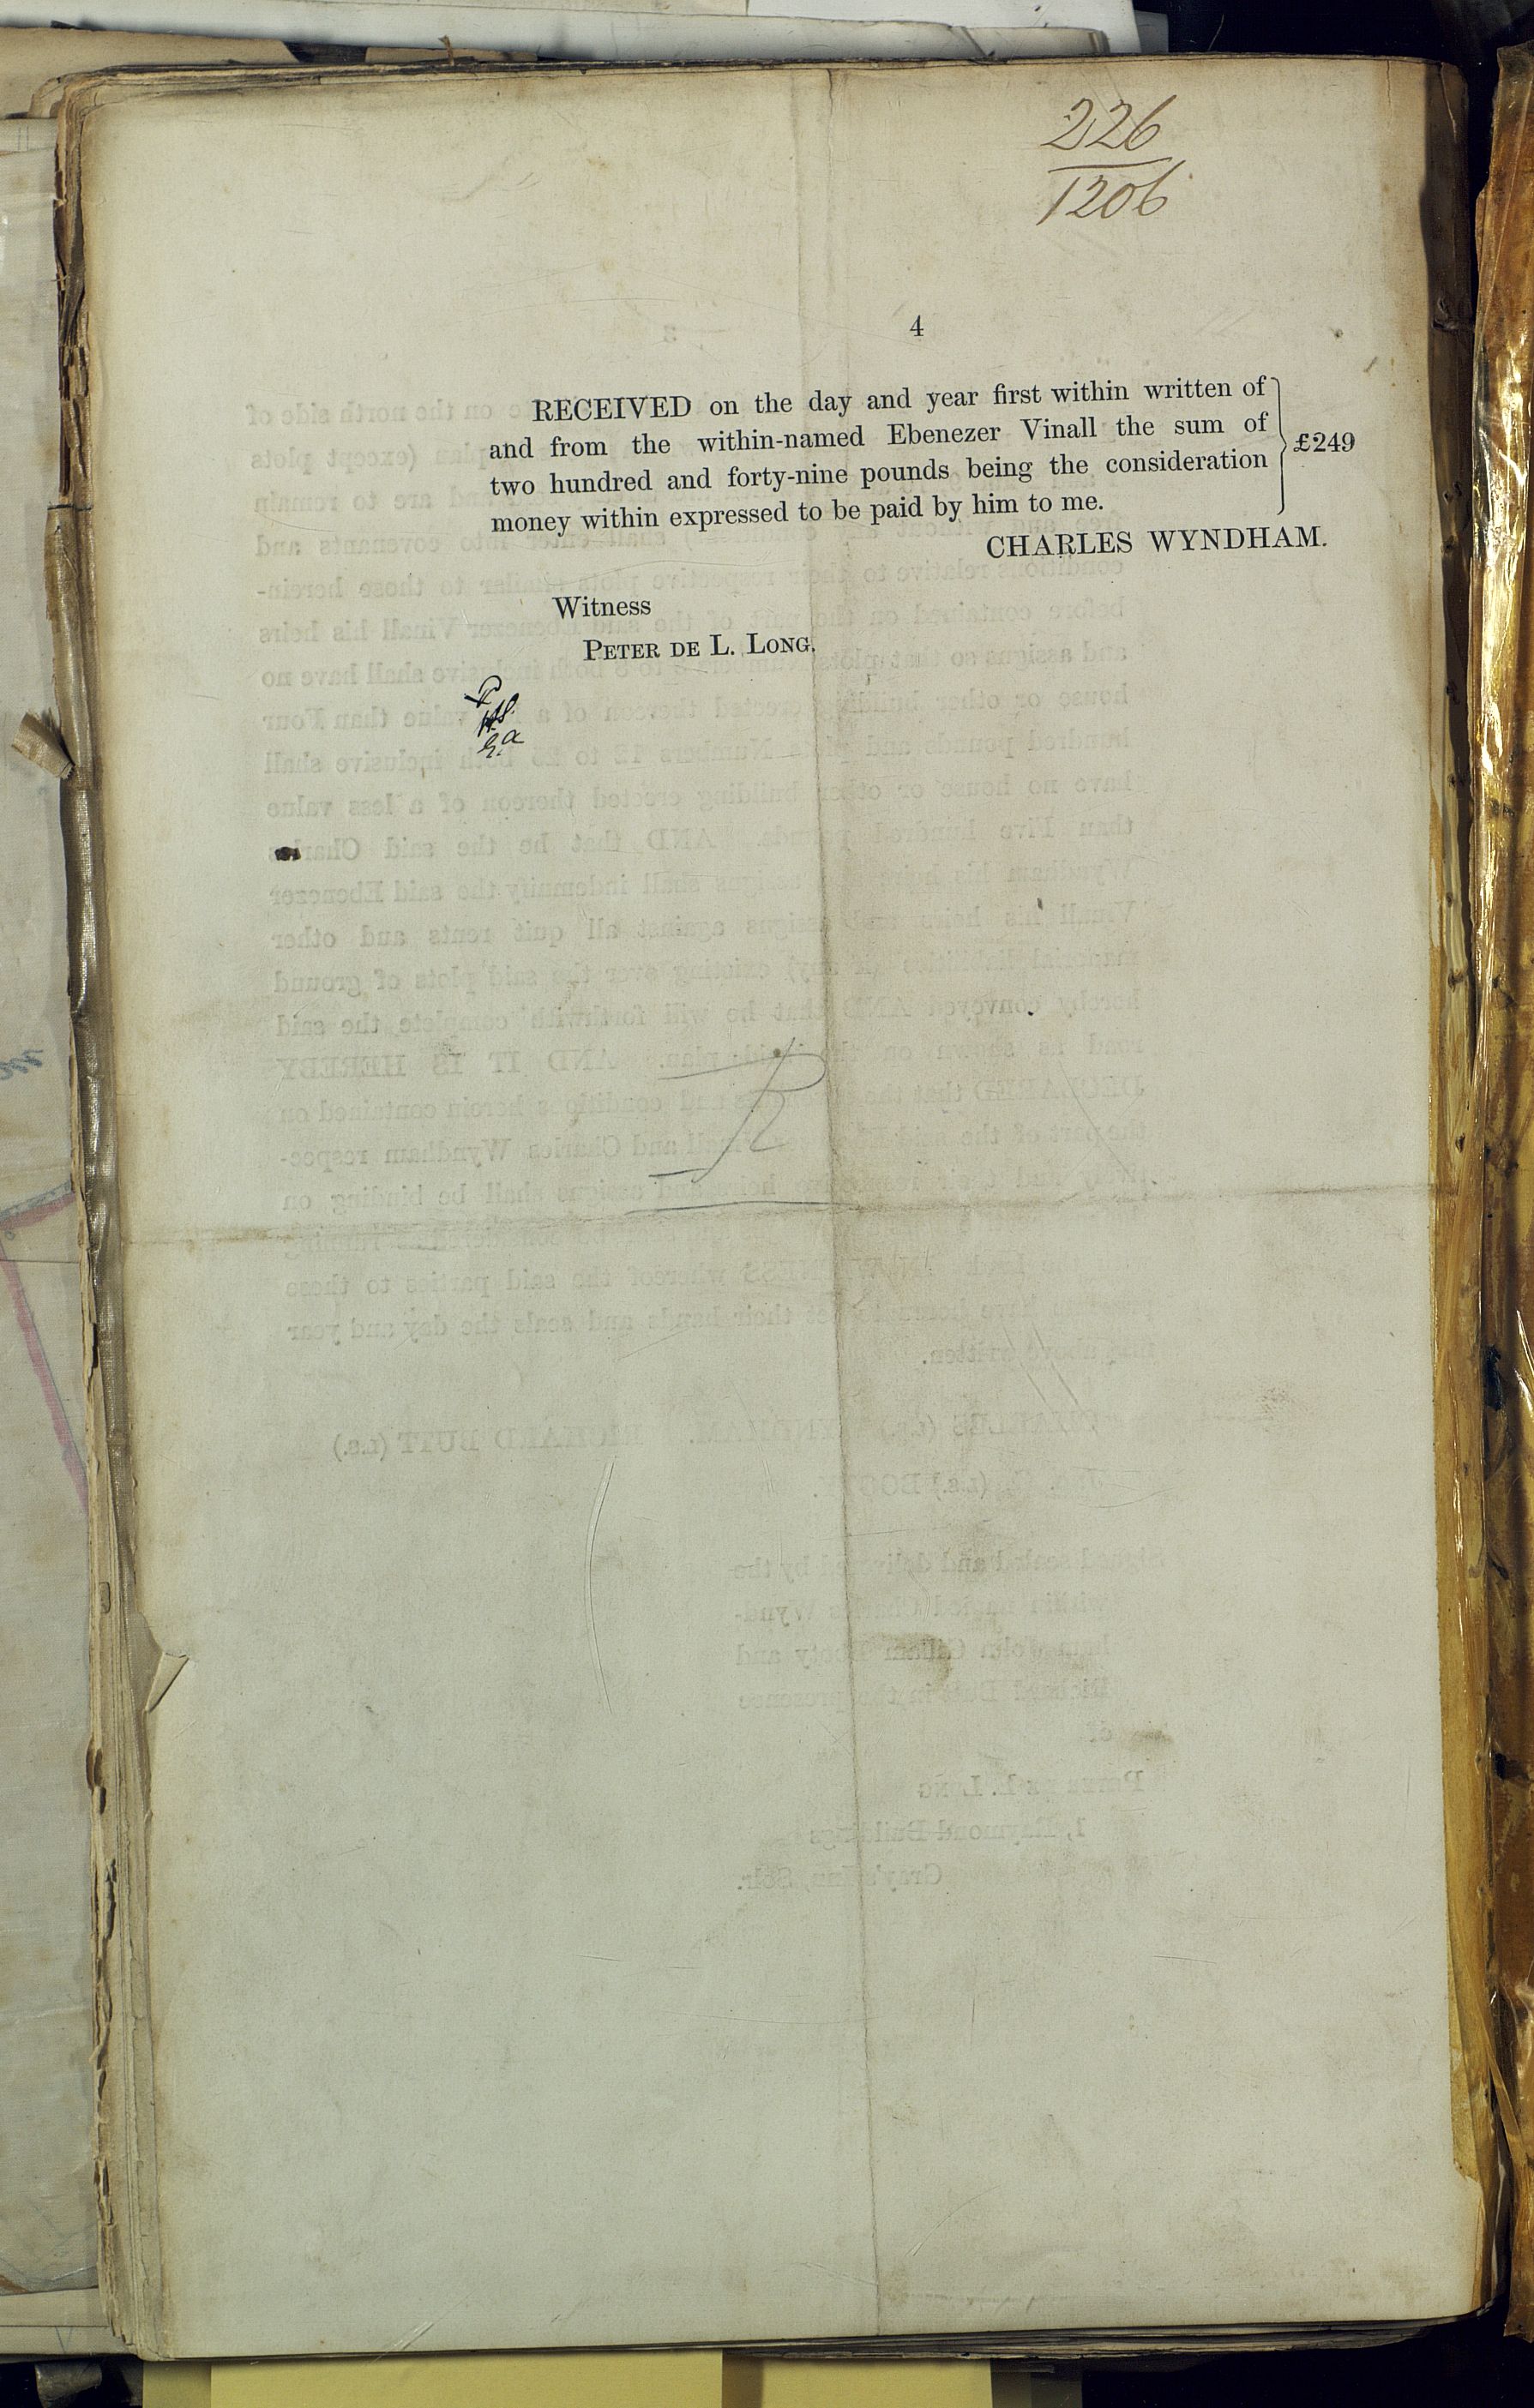 226
1206
4
RECEIVED on the day and year first within written of
and from the within-named Ebenezer Vinall the sum of
two hundred and forty-nine pounds being the consideration
money within expressed to be paid by him to me.
£249
CHARLES WYNDHAM.
Witness
PETER DE L. LONG.